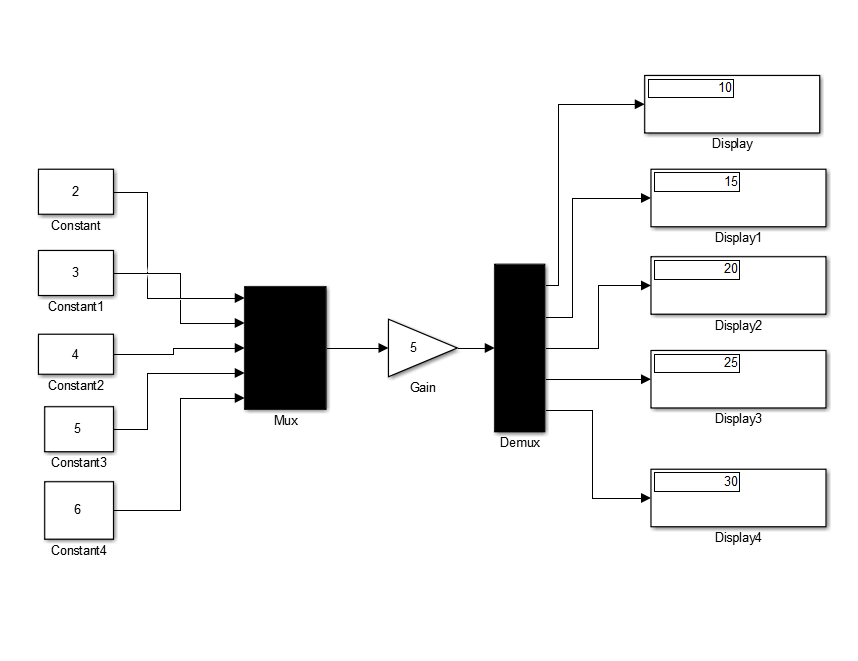 10
Display
2
Constant
15
Display1
3
Constant1
20
Display2
4
Constant2
5
Gain
25
Display3
5
Constant3
Mux
Demux
6
Constant4
30
Display4